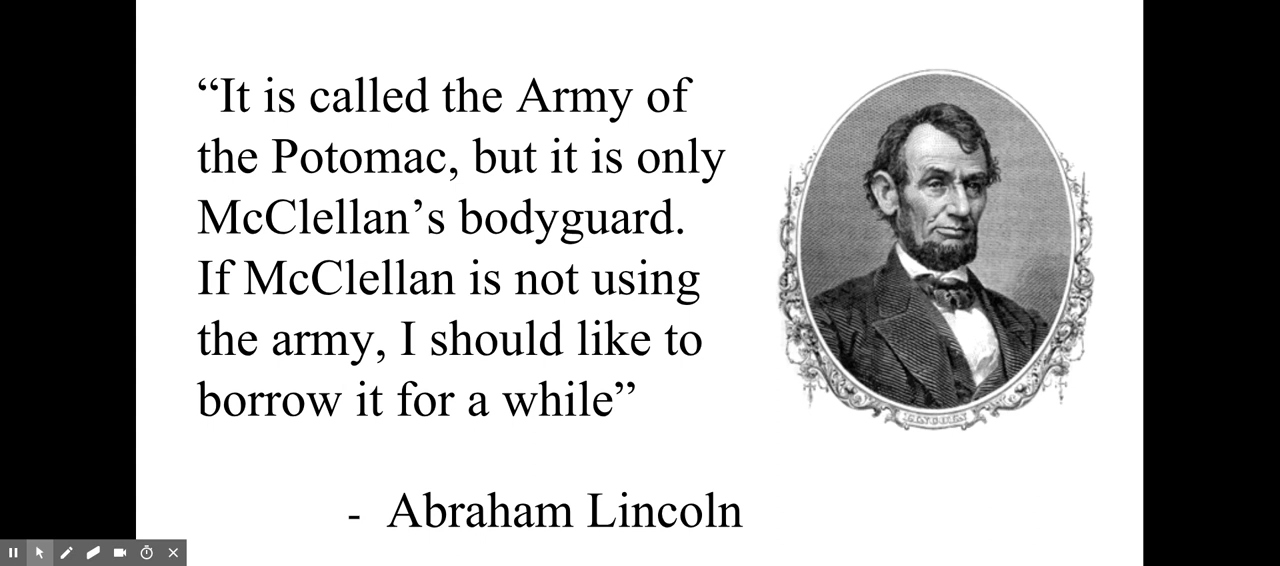 “It is called the Army of
the Potomac, but it is only
McClellan’s bodyguard.
If McClellan is not using
the army, I should like to
borrow it for a while”
- Abraham Lincoln
LINCOLN